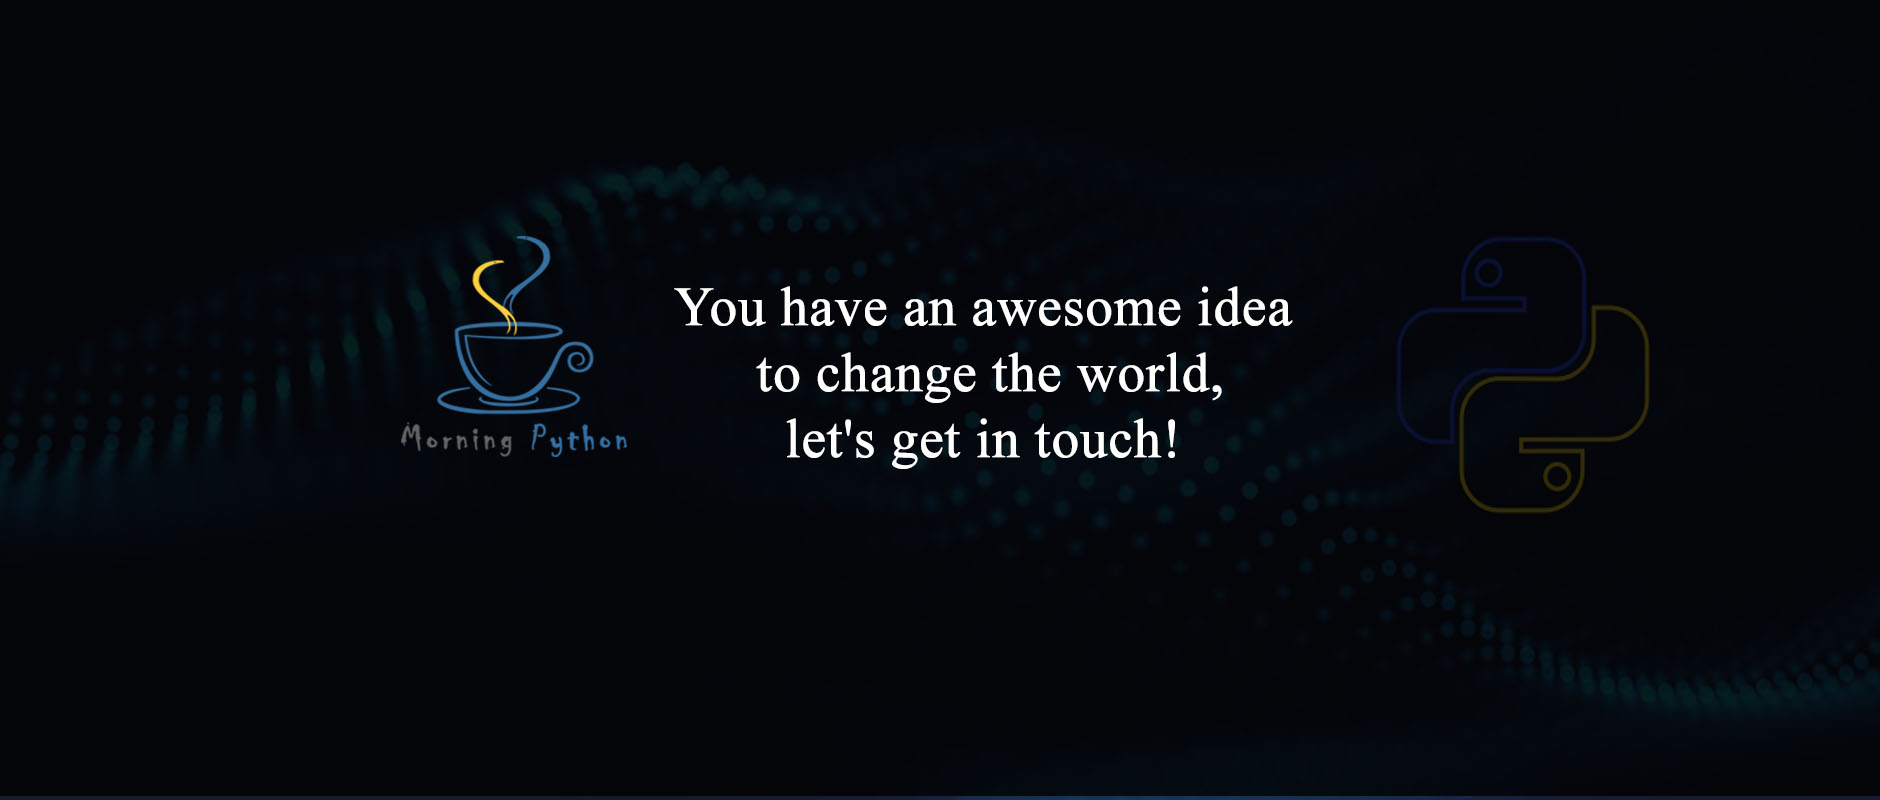 Morning Python
You have an awesome idea
to change the world,
let's get in touch!